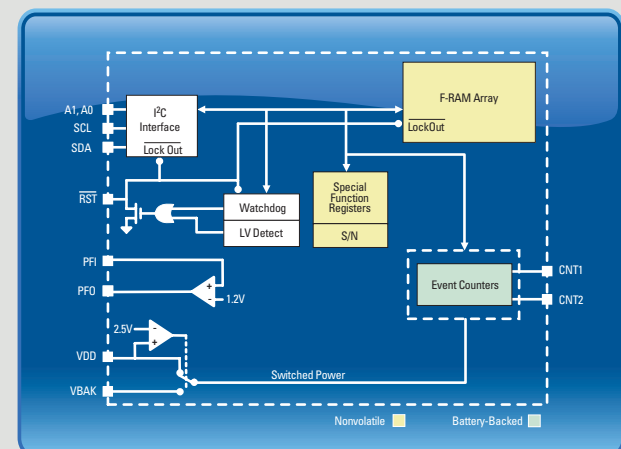 A1, A0
SCL
SDA
I²C
Interface
Lock Out
F-RAM Array
LockOut
RST
Watchdog
LV Detect
Special
Function
Registers
S/N
PFI
PFO
+
-
1.2V
Event Counters
CNT1
CNT2
2.5V
-
+
VDD
VBAK
Switched Power
Nonvolatile
Battery-Backed